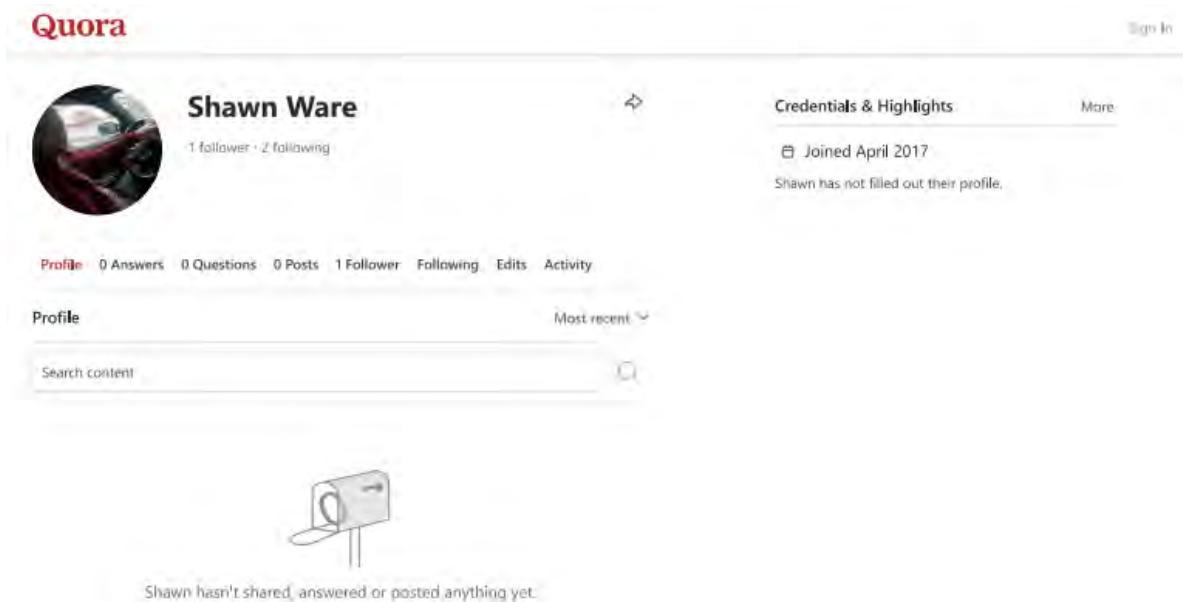 Quora
Sign In
Shawn Ware
1 follower · 2 following
Credentials & Highlights
More
Joined April 2017
Shawn has not filled out their profile.
Profile 0 Answers 0 Questions 0 Posts 1 Follower Following Edits Activity
Profile
Most recent
Search content
Shawn hasn't shared, answered or posted anything yet.